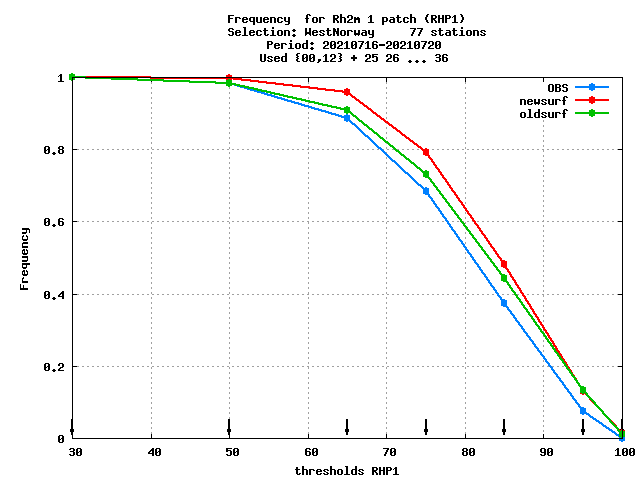 Frequency  for Rh2m 1 patch (RHP1)
Selection: WestNorway     77 stations
Period: 20210716-20210720
Used {00,12} + 25 26 ... 36
OBS
newsurf
oldsurf
1
0.8
0.6
0.4
0.2
0
Frequency
30 40 50 60 70 80 90 100
thresholds RHP1